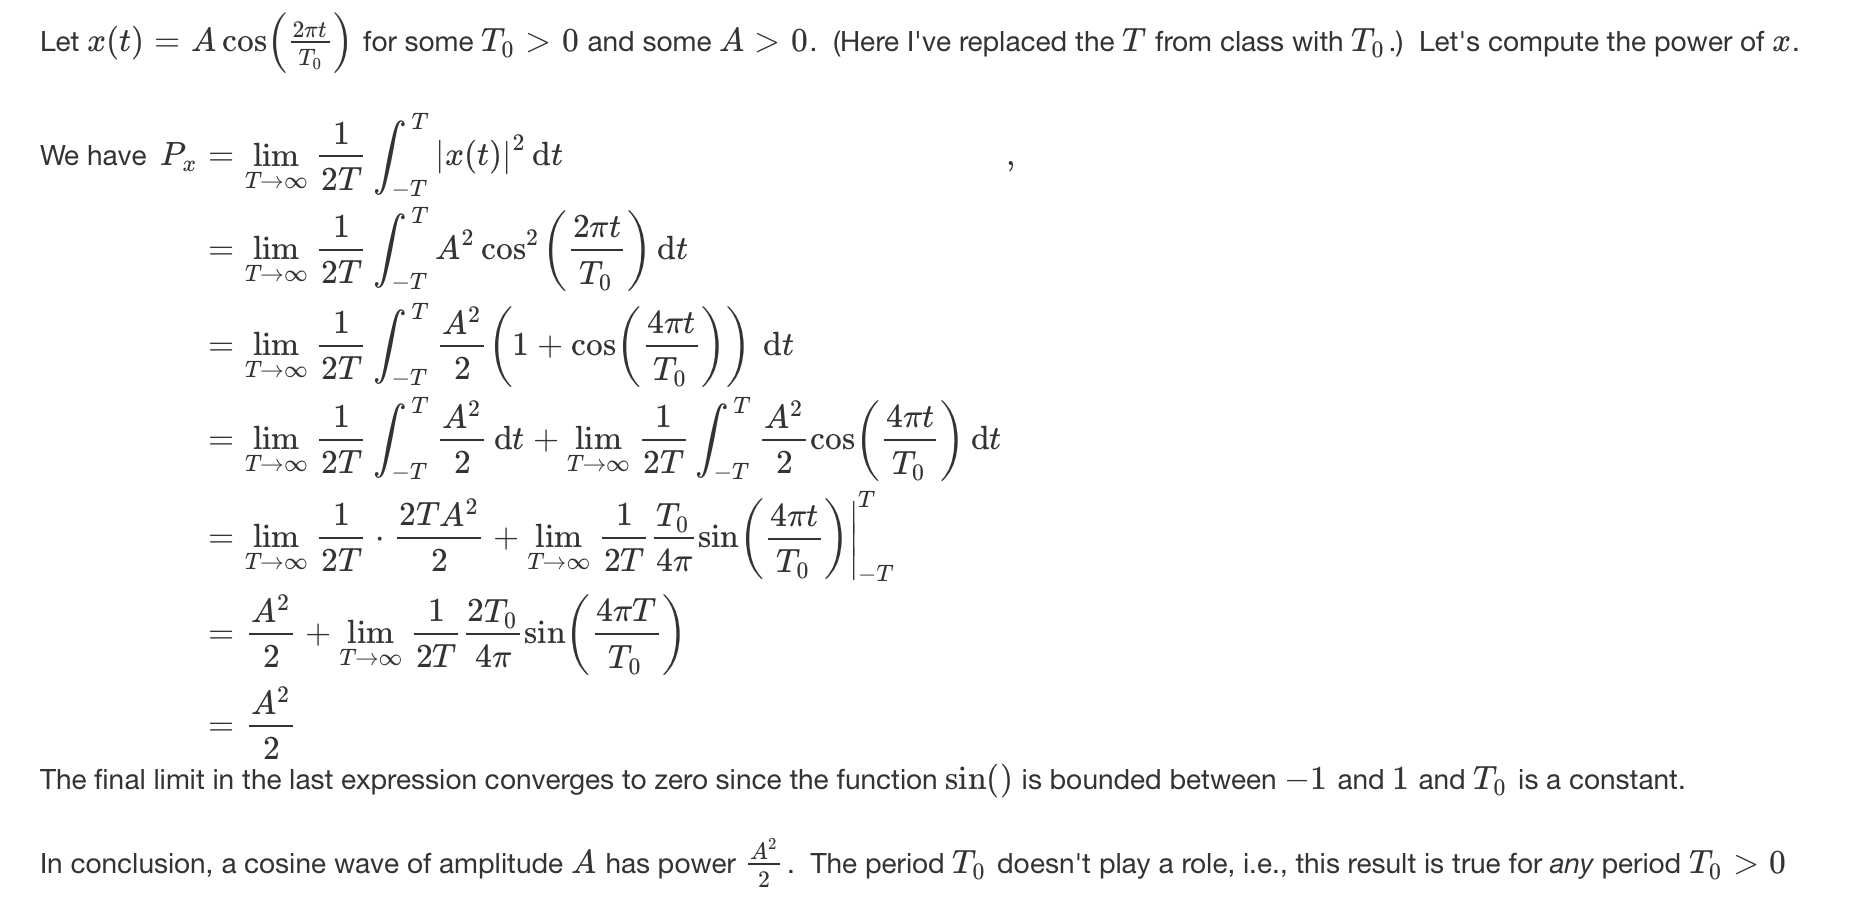 Let $x(t) = A\cos\left(\frac{2\pi t}{T_0}\right)$ for some $T_0 > 0$ and some $A > 0$. (Here I've replaced the $T$ from class with $T_0$.) Let's compute the power of $x$.
We have $P_x = \lim_{T\to\infty} \frac{1}{2T} \int_{-T}^{T} |x(t)|^2 \, \mathrm{dt}$ ,
$= \lim_{T\to\infty} \frac{1}{2T} \int_{-T}^{T} A^2 \cos^2\left(\frac{2\pi t}{T_0}\right) \mathrm{dt}$
$= \lim_{T\to\infty} \frac{1}{2T} \int_{-T}^{T} \frac{A^2}{2} \left(1 + \cos\left(\frac{4\pi t}{T_0}\right)\right) \mathrm{dt}$
$= \lim_{T\to\infty} \frac{1}{2T} \int_{-T}^{T} \frac{A^2}{2} \, \mathrm{dt} + \lim_{T\to\infty} \frac{1}{2T} \int_{-T}^{T} \frac{A^2}{2} \cos\left(\frac{4\pi t}{T_0}\right) \mathrm{dt}$
$= \lim_{T\to\infty} \frac{1}{2T} \cdot \frac{2TA^2}{2} + \lim_{T\to\infty} \frac{1}{2T} \frac{T_0}{4\pi} \sin\left(\frac{4\pi t}{T_0}\right)\Big|_{-T}^{T}$
$= \frac{A^2}{2} + \lim_{T\to\infty} \frac{1}{2T} \frac{2T_0}{4\pi} \sin\left(\frac{4\pi T}{T_0}\right)$
$= \frac{A^2}{2}$
The final limit in the last expression converges to zero since the function $\sin()$ is bounded between $-1$ and $1$ and $T_0$ is a constant.
In conclusion, a cosine wave of amplitude $A$ has power $\frac{A^2}{2}$. The period $T_0$ doesn't play a role, i.e., this result is true for any period $T_0 > 0$